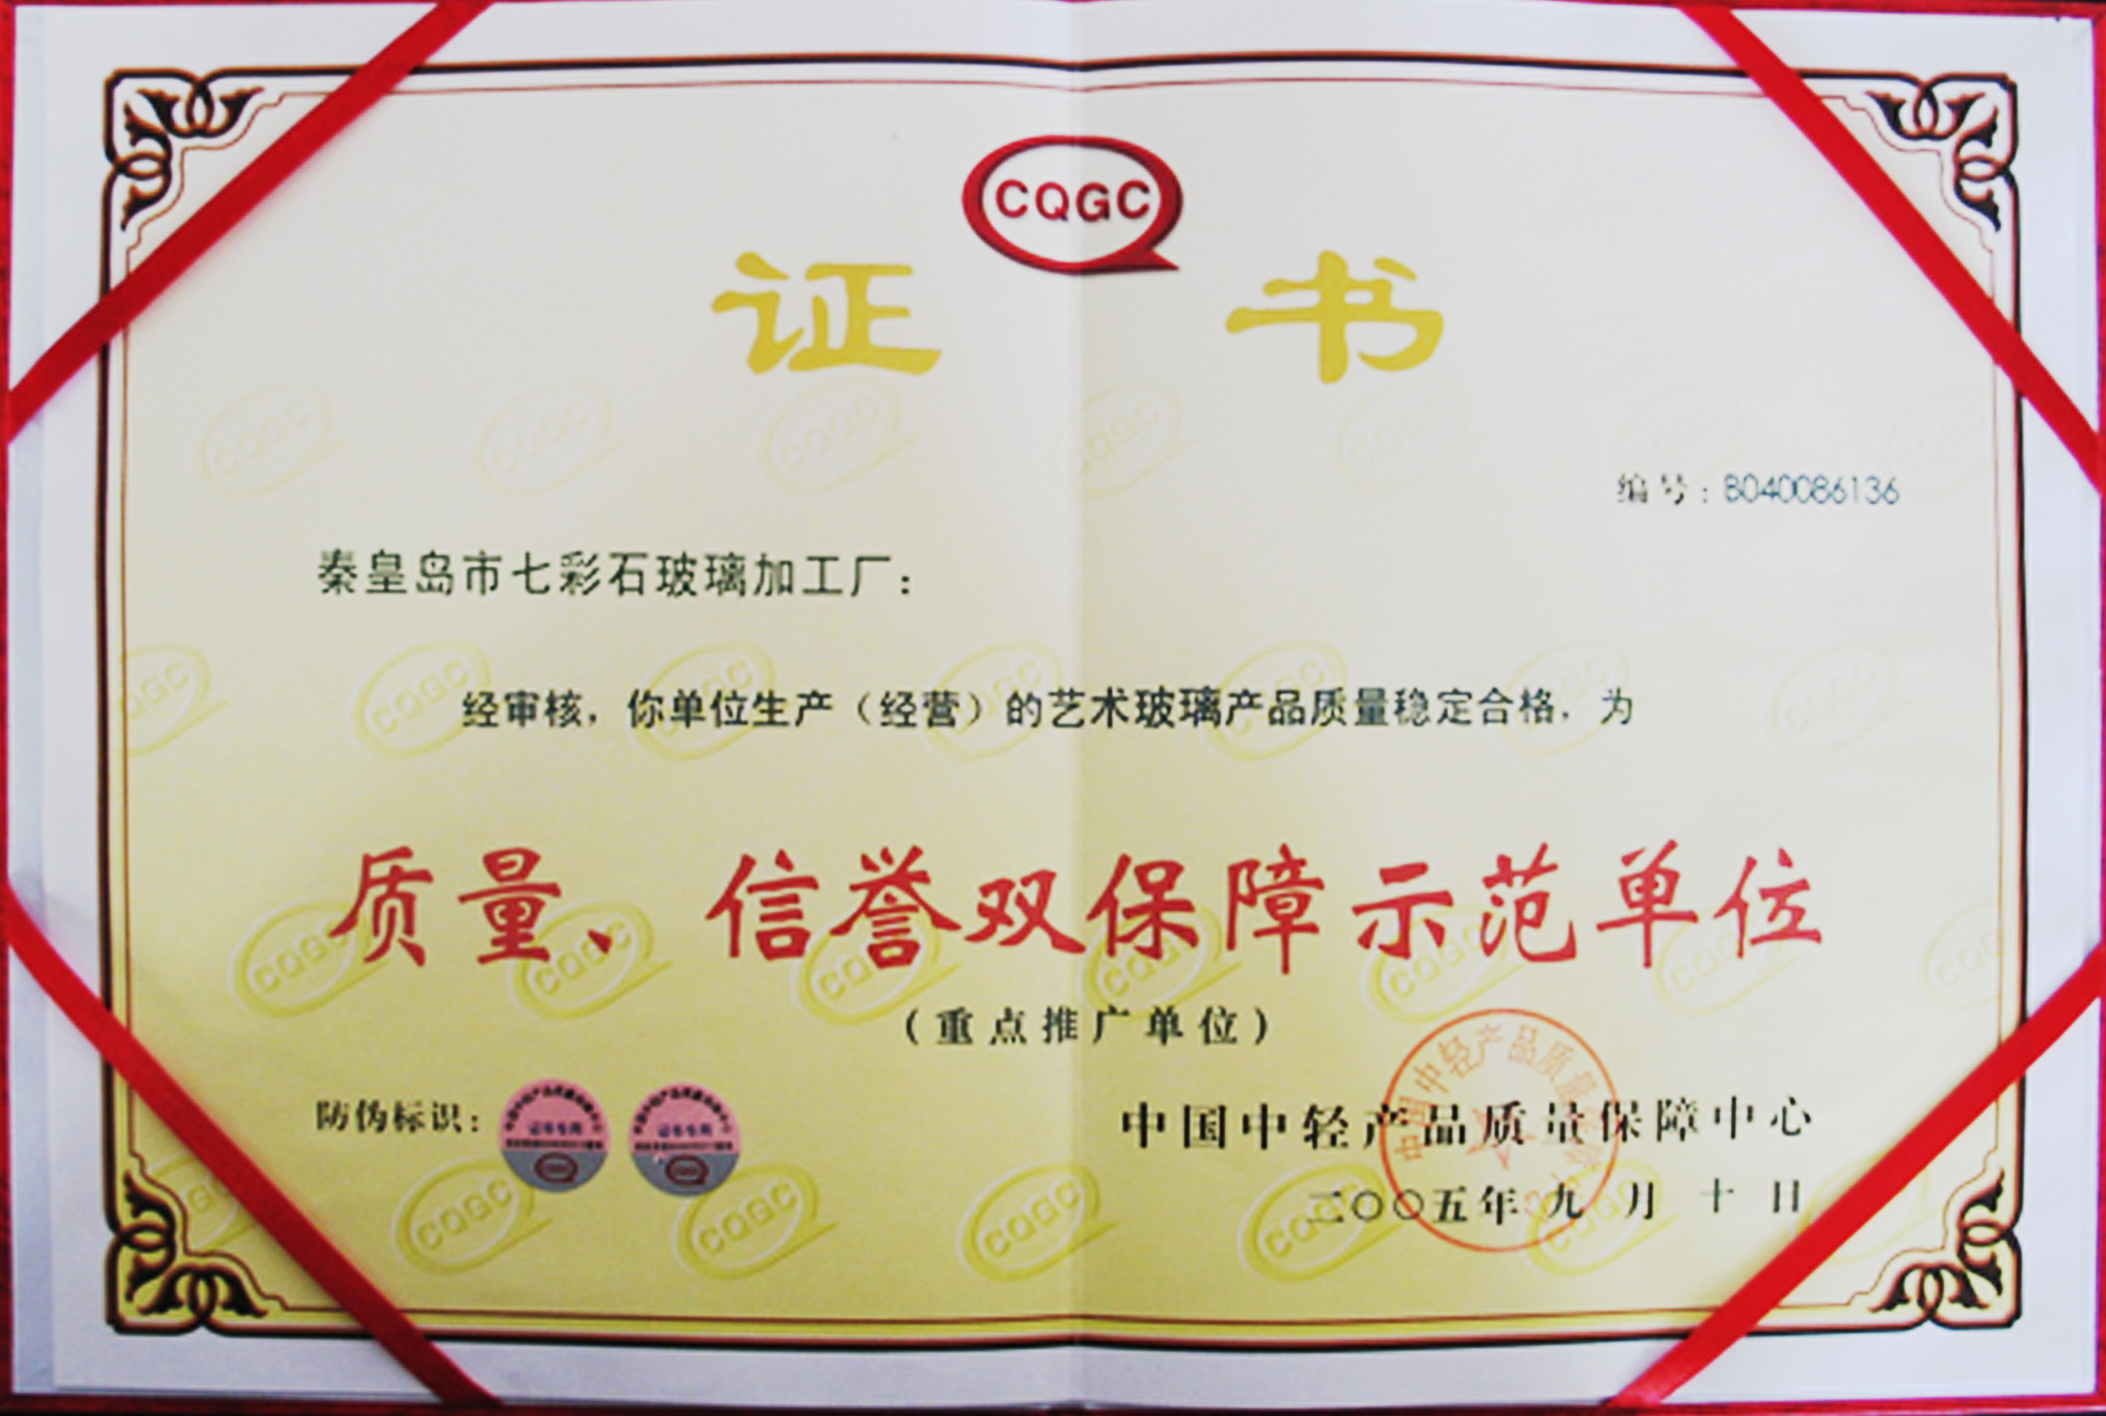 CQGC
证书
编号：8040086136
秦皇岛市七彩石玻璃加工厂：
经审核，你单位生产（经营）的艺术玻璃产品质量稳定合格，为
质量、信誉双保障示范单位
（重点推广单位）
防伪标识：
中国中轻产品质量保障中心
二〇〇五年九月十日